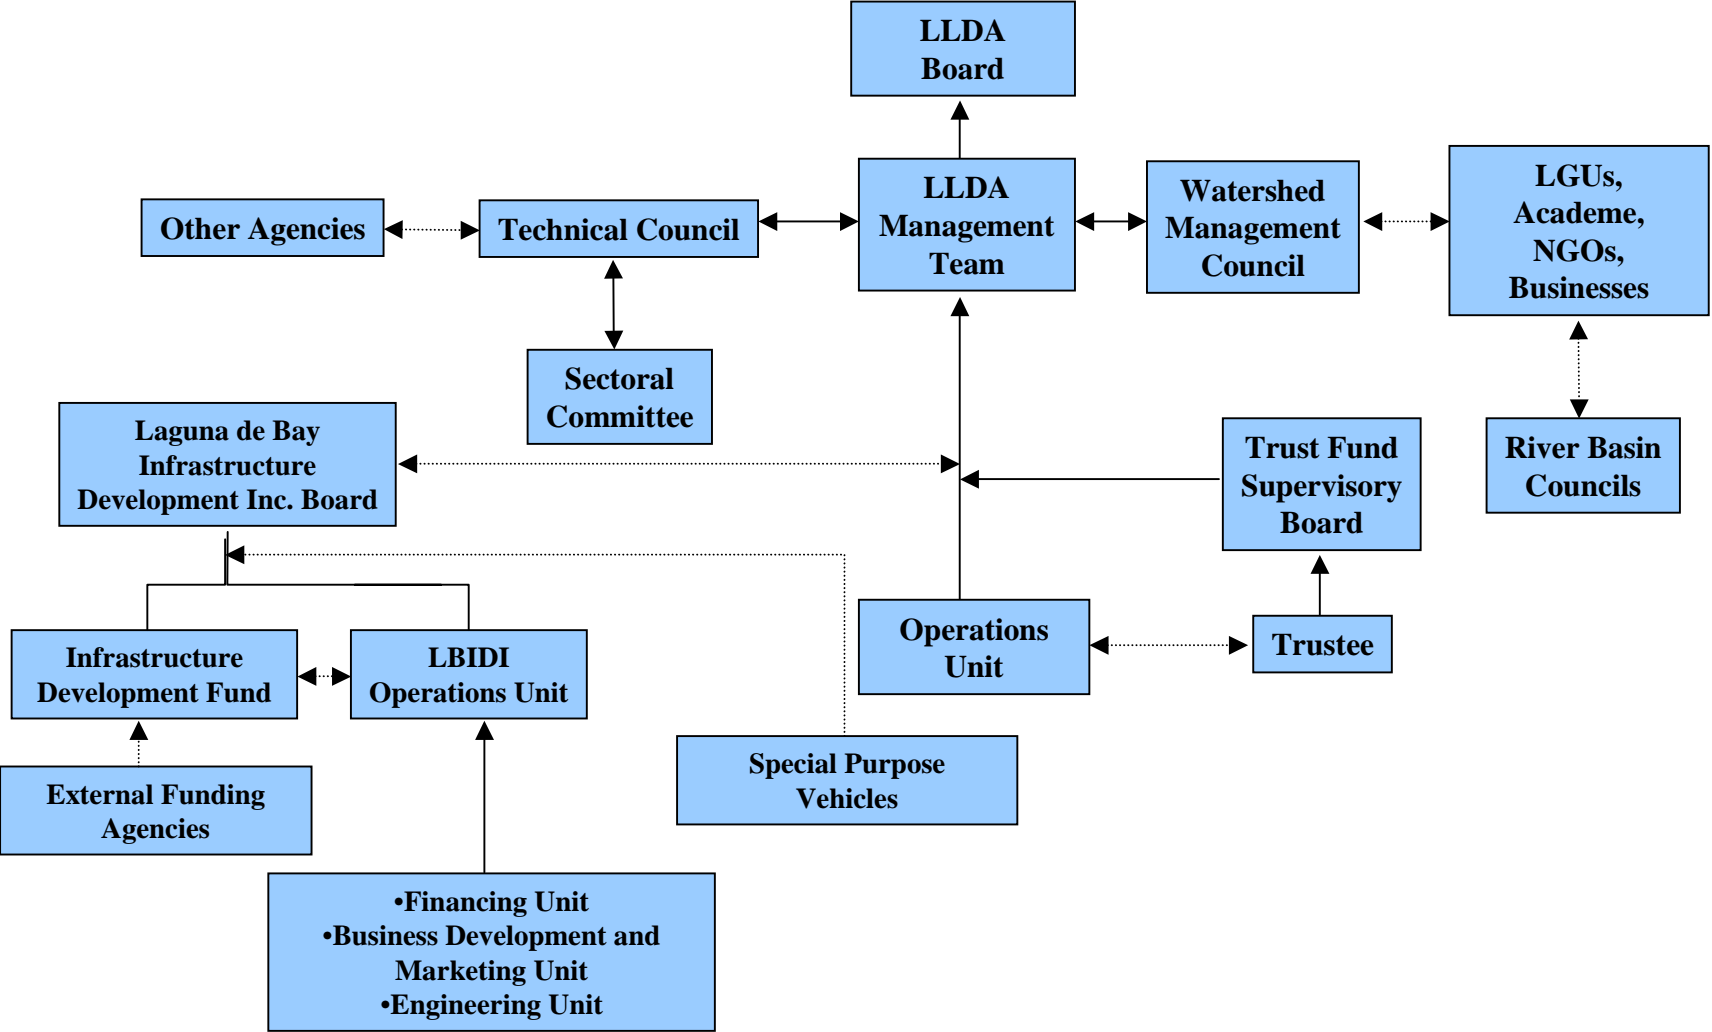 LLDA
Board
Other Agencies
Technical Council
LLDA
Management
Team
Watershed
Management
Council
LGUs,
Academe,
NGOs,
Businesses
Sectoral
Committee
Laguna de Bay
Infrastructure
Development Inc. Board
Trust Fund
Supervisory
Board
River Basin
Councils
Infrastructure
Development Fund
LBIDI
Operations Unit
Operations
Unit
Trustee
External Funding
Agencies
Special Purpose
Vehicles
•Financing Unit
•Business Development and
Marketing Unit
•Engineering Unit